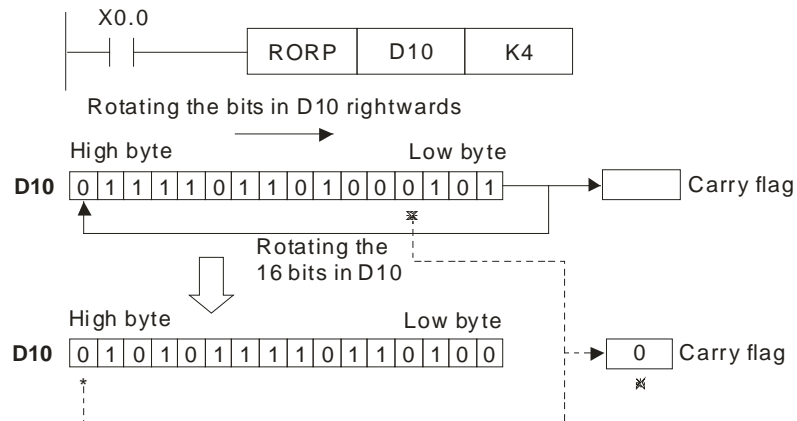 X0.0
RORP D10 K4
Rotating the bits in D10 rightwards
High byte Low byte
D10 0 1 1 1 1 0 1 1 0 1 0 0 0 1 0 1 Carry flag
※
Rotating the
16 bits in D10
High byte Low byte
D10 0 1 0 1 0 1 1 1 1 0 1 1 0 1 0 0 0 Carry flag
* ※